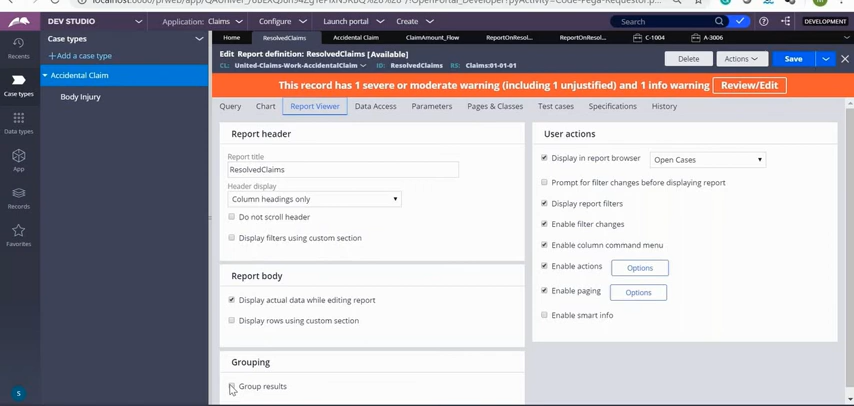 DEV STUDIO
Application: Claims
Configure
Launch portal
Create
Search
DEVELOPMENT
Recents
Case types
Data types
App
Records
Favorites
S
Case types
+Add a case type
Accidental Claim
Body Injury
Home
ResolvedClaims
Accidental Claim
ClaimAmount_Flow
ReportOnResol...
ReportOnResol...
C-1004
A-3006
Edit Report definition: ResolvedClaims [Available]
CL: United-Claims-Work-AccidentalClaim ID: ResolvedClaims RS: Claims:01-01-01
Delete
Actions
Save
This record has 1 severe or moderate warning (including 1 unjustified) and 1 info warning Review/Edit
Query
Chart
Report Viewer
Data Access
Parameters
Pages & Classes
Test cases
Specifications
History
Report header
Report title
ResolvedClaims
Header display
Column headings only
Do not scroll header
Display filters using custom section
Report body
Display actual data while editing report
Display rows using custom section
Grouping
Group results
User actions
Display in report browser Open Cases
Prompt for filter changes before displaying report
Display report filters
Enable filter changes
Enable column command menu
Enable actions Options
Enable paging Options
Enable smart info